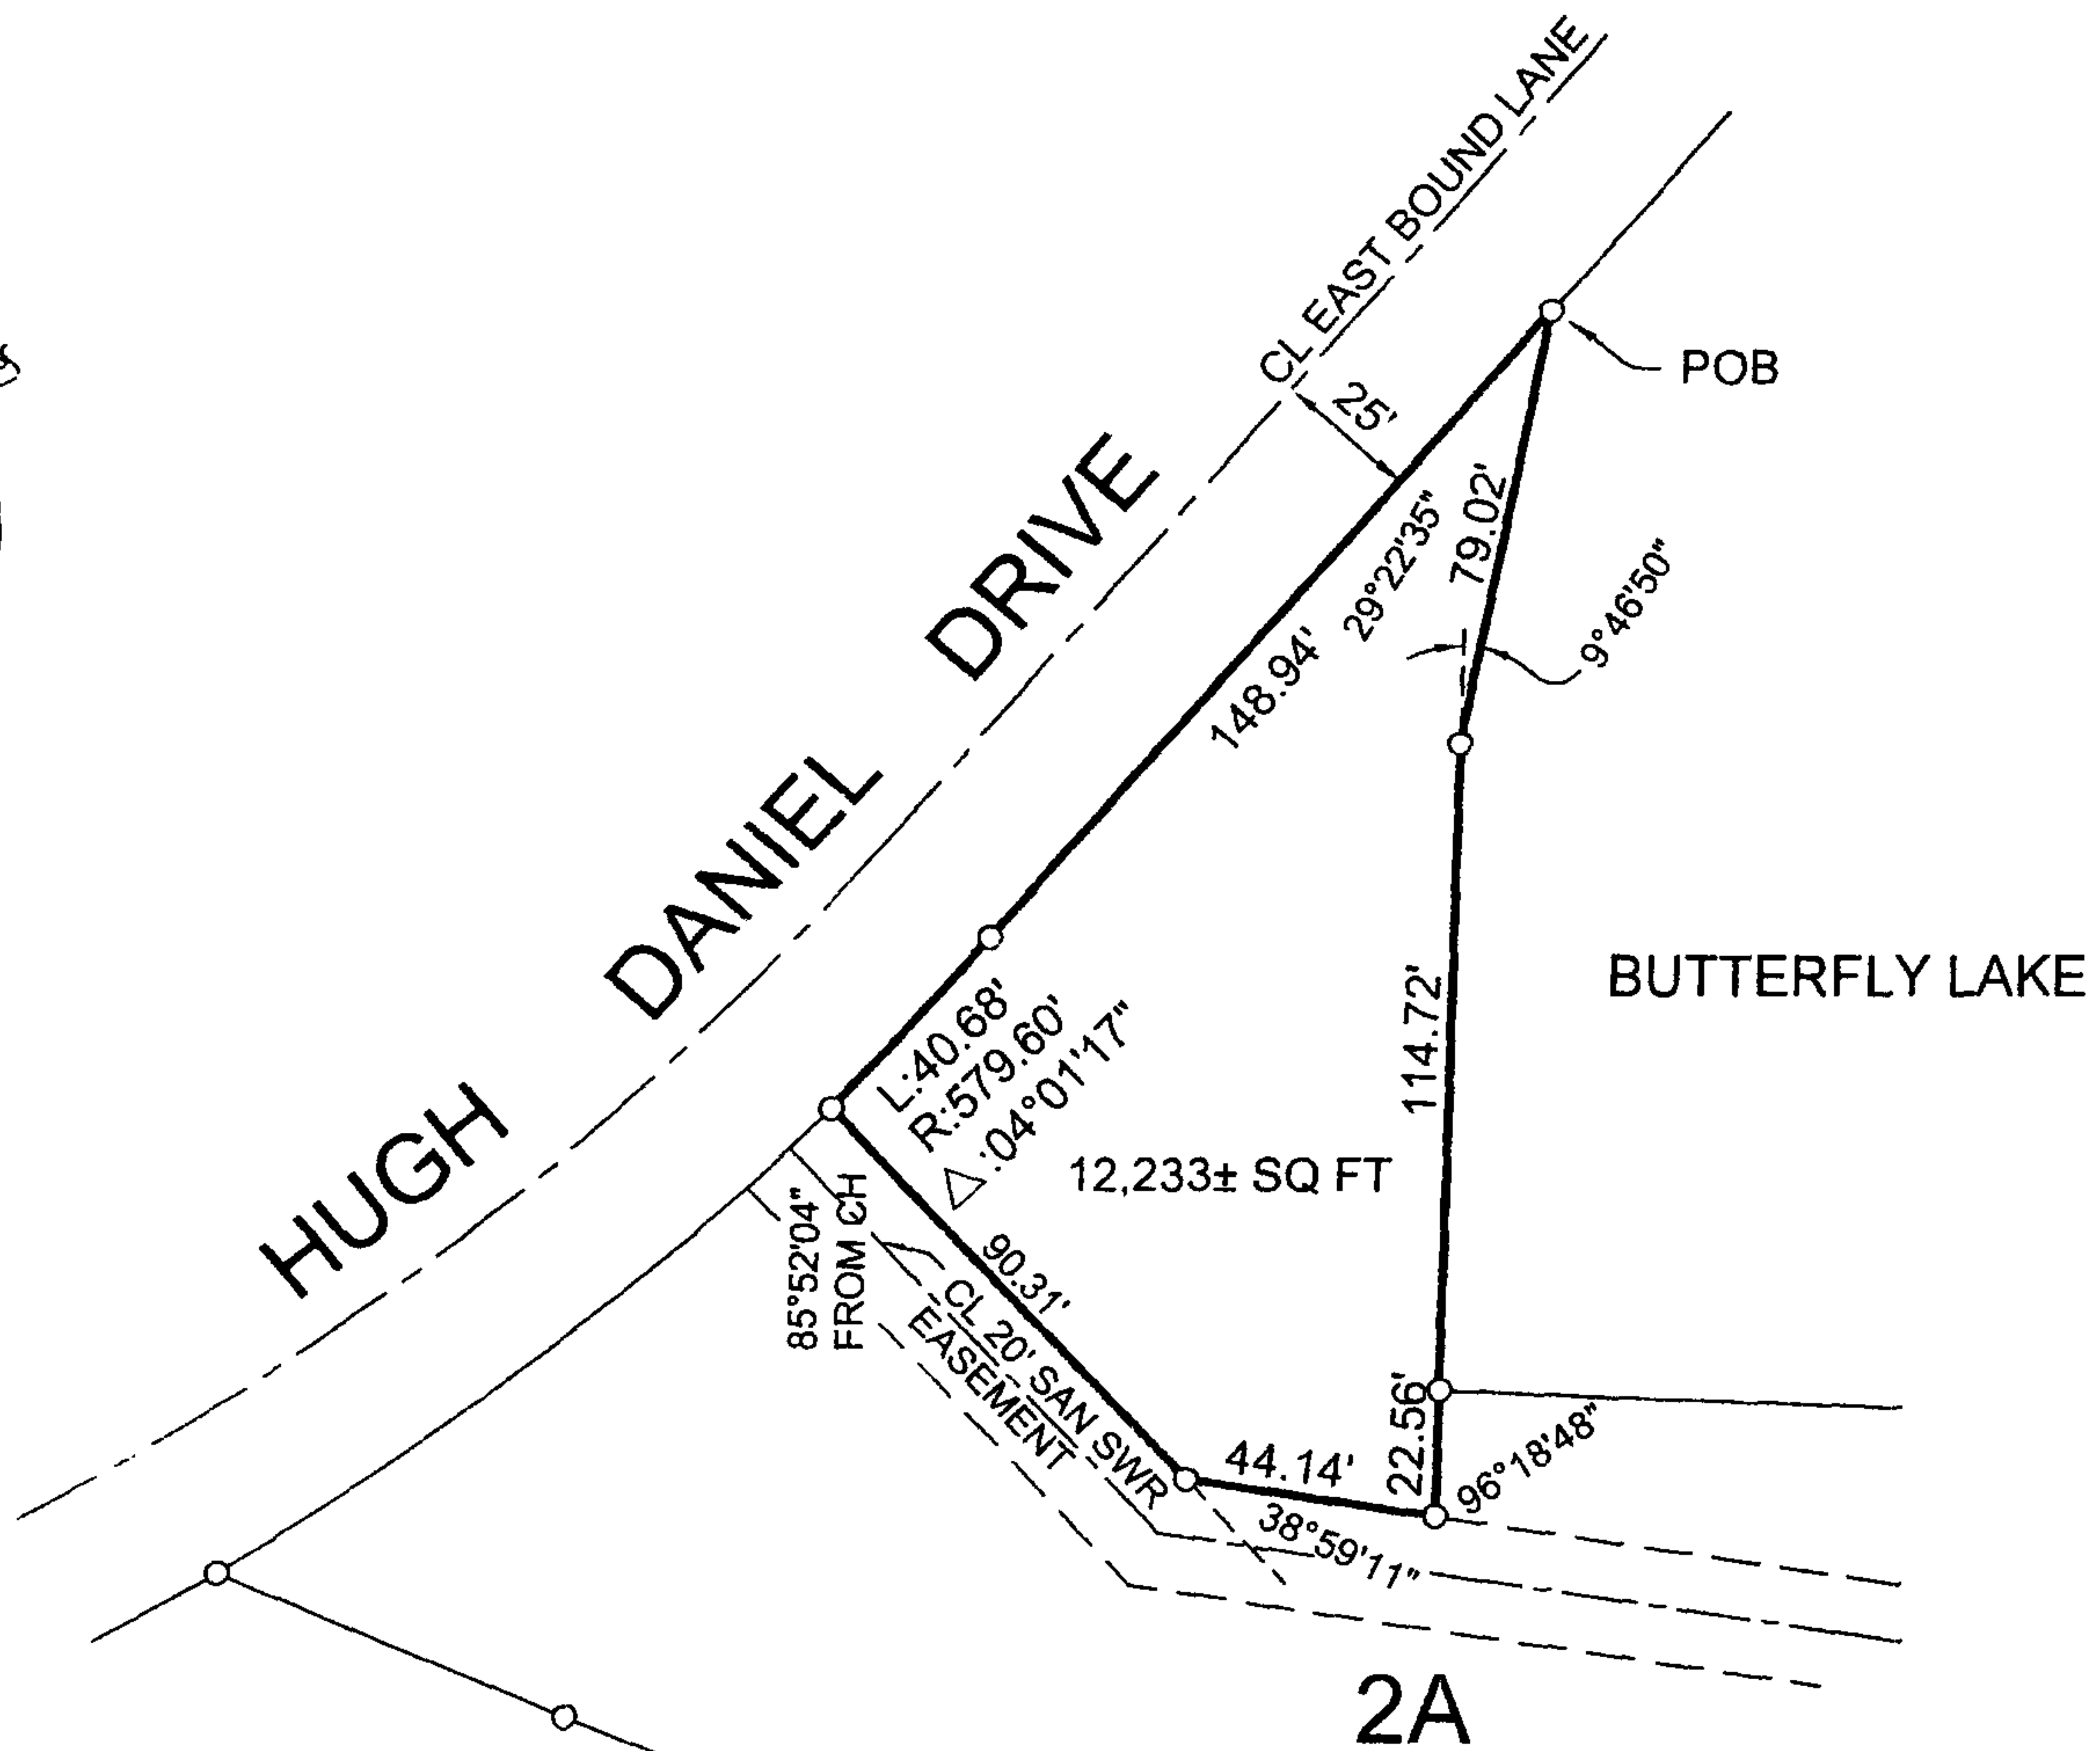 CL EAST BOUND LANE
POB
25'
HUGH DANIEL DRIVE
79.02'
29°22'35"
9°46'50"
148.94'
BUTTERFLY LAKE
114.72'
L:40.68'
R:579.60'
△:04°01'17"
12,233± SQ FT
85°52'04"
FROM CH
90.31'
CL 20' SAN SWR
EASEMENT
44.14'
22.56'
96°18'48"
38°59'11"
2A